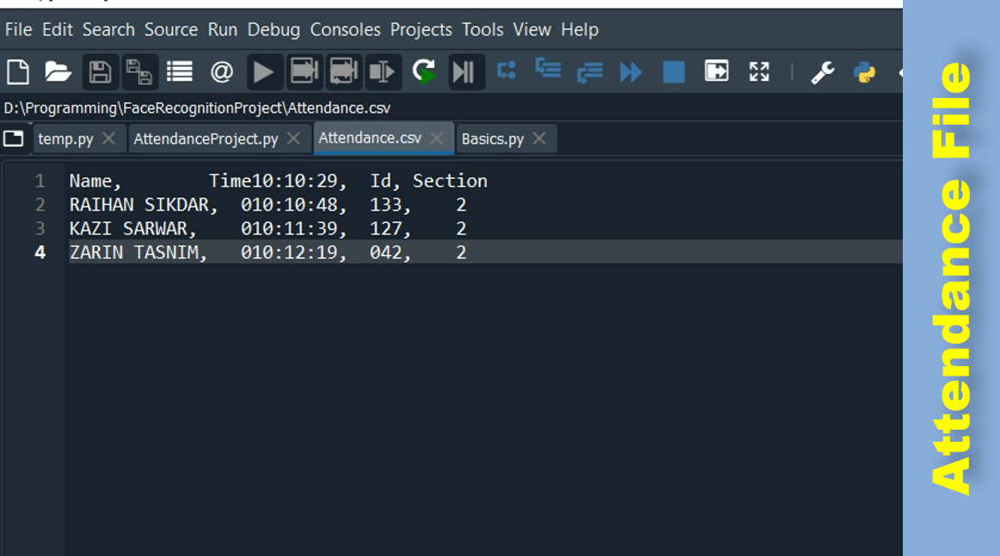 File Edit Search Source Run Debug Consoles Projects Tools View Help
D:\Programming\FaceRecognitionProject\Attendance.csv
temp.py AttendanceProject.py Attendance.csv Basics.py
1 Name, Time10:10:29, Id, Section
2 RAIHAN SIKDAR, 010:10:48, 133, 2
3 KAZI SARWAR, 010:11:39, 127, 2
4 ZARIN TASNIM, 010:12:19, 042, 2
Attendance File